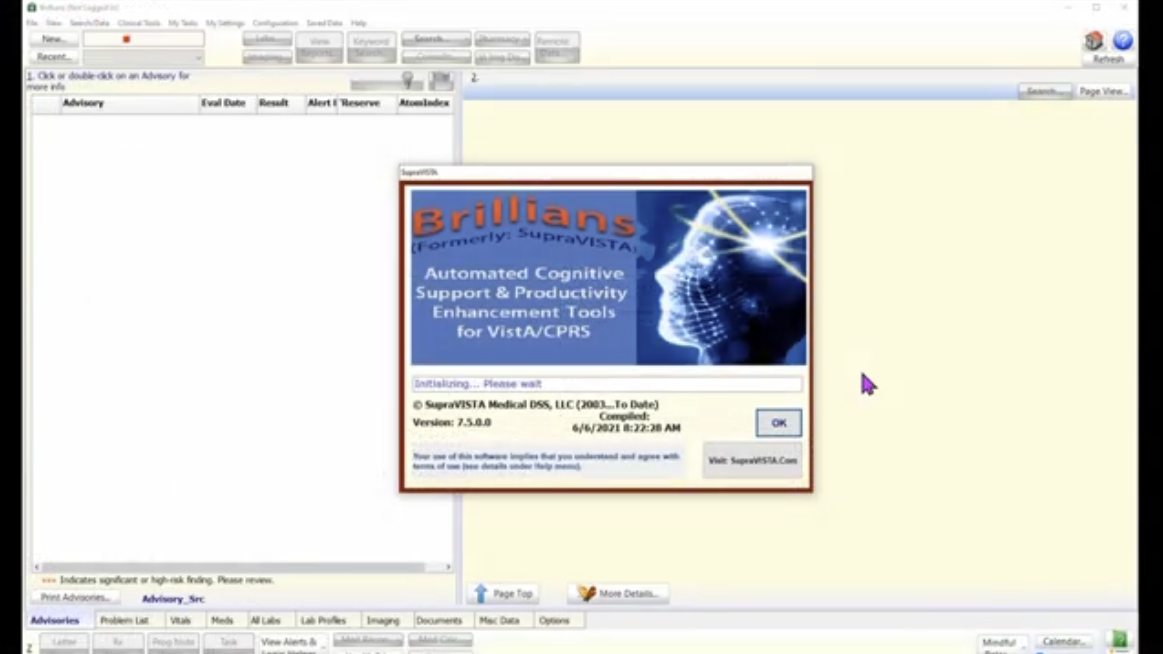 Brillians (Not Logged In)
File View Search/Data Clinical Tools My Tasks My Settings Configuration Saved Data Help
New... Labs... View Keyword Search... Pharmacy... Remote
Recent... Imaging... Search...
Refresh
1. Click or double-click on an Advisory for
more info
2.
Search... Page View...
Advisory Eval Date Result Alert Reserve AtomIndex
SupraVISTA
Brillians
(Formerly: SupraVISTA)
Automated Cognitive
Support & Productivity
Enhancement Tools
for VistA/CPRS
Initializing... Please wait
© SupraVISTA Medical DSS, LLC (2003...To Date)
Version: 7.5.0.0
Compiled:
6/6/2021 8:22:28 AM
OK
Your use of this software implies that you understand and agree with
terms of use (see details under Help menu).
Visit: SupraVISTA.Com
*** Indicates significant or high-risk finding. Please review.
Print Advisories... Advisory_Src
Page Top More Details...
Advisories Problem List Vitals Meds All Labs Lab Profiles Imaging Documents Misc Data Options
Letter Rx Prog Note Task View Alerts &
Mindful Calendar...